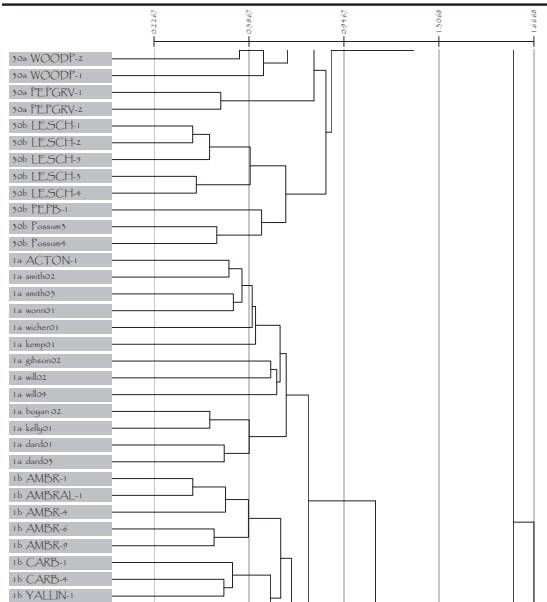 0.2267 0.5867 0.9467 1.3068 1.6668
30a WOODP-2
30a WOODP-1
30a PEPGRV-1
30a PEPGRV-2
30b LESCH-1
30b LESCH-2
30b LESCH-5
30b LESCH-3
30b LESCH-4
30b PEPB-1
30b Possum3
30b Possum4
1a ACTON-1
1a smith02
1a smith03
1a wonn01
1a wicher01
1a kemp01
1a gibson02
1a will02
1a will04
1a boyan 02
1a kelly01
1a dard01
1a dard03
1b AMBR-1
1b AMBRAL-1
1b AMBR-4
1b AMBR-6
1b AMBR-9
1b CARB-1
1b CARB-4
1b YALLIN-1